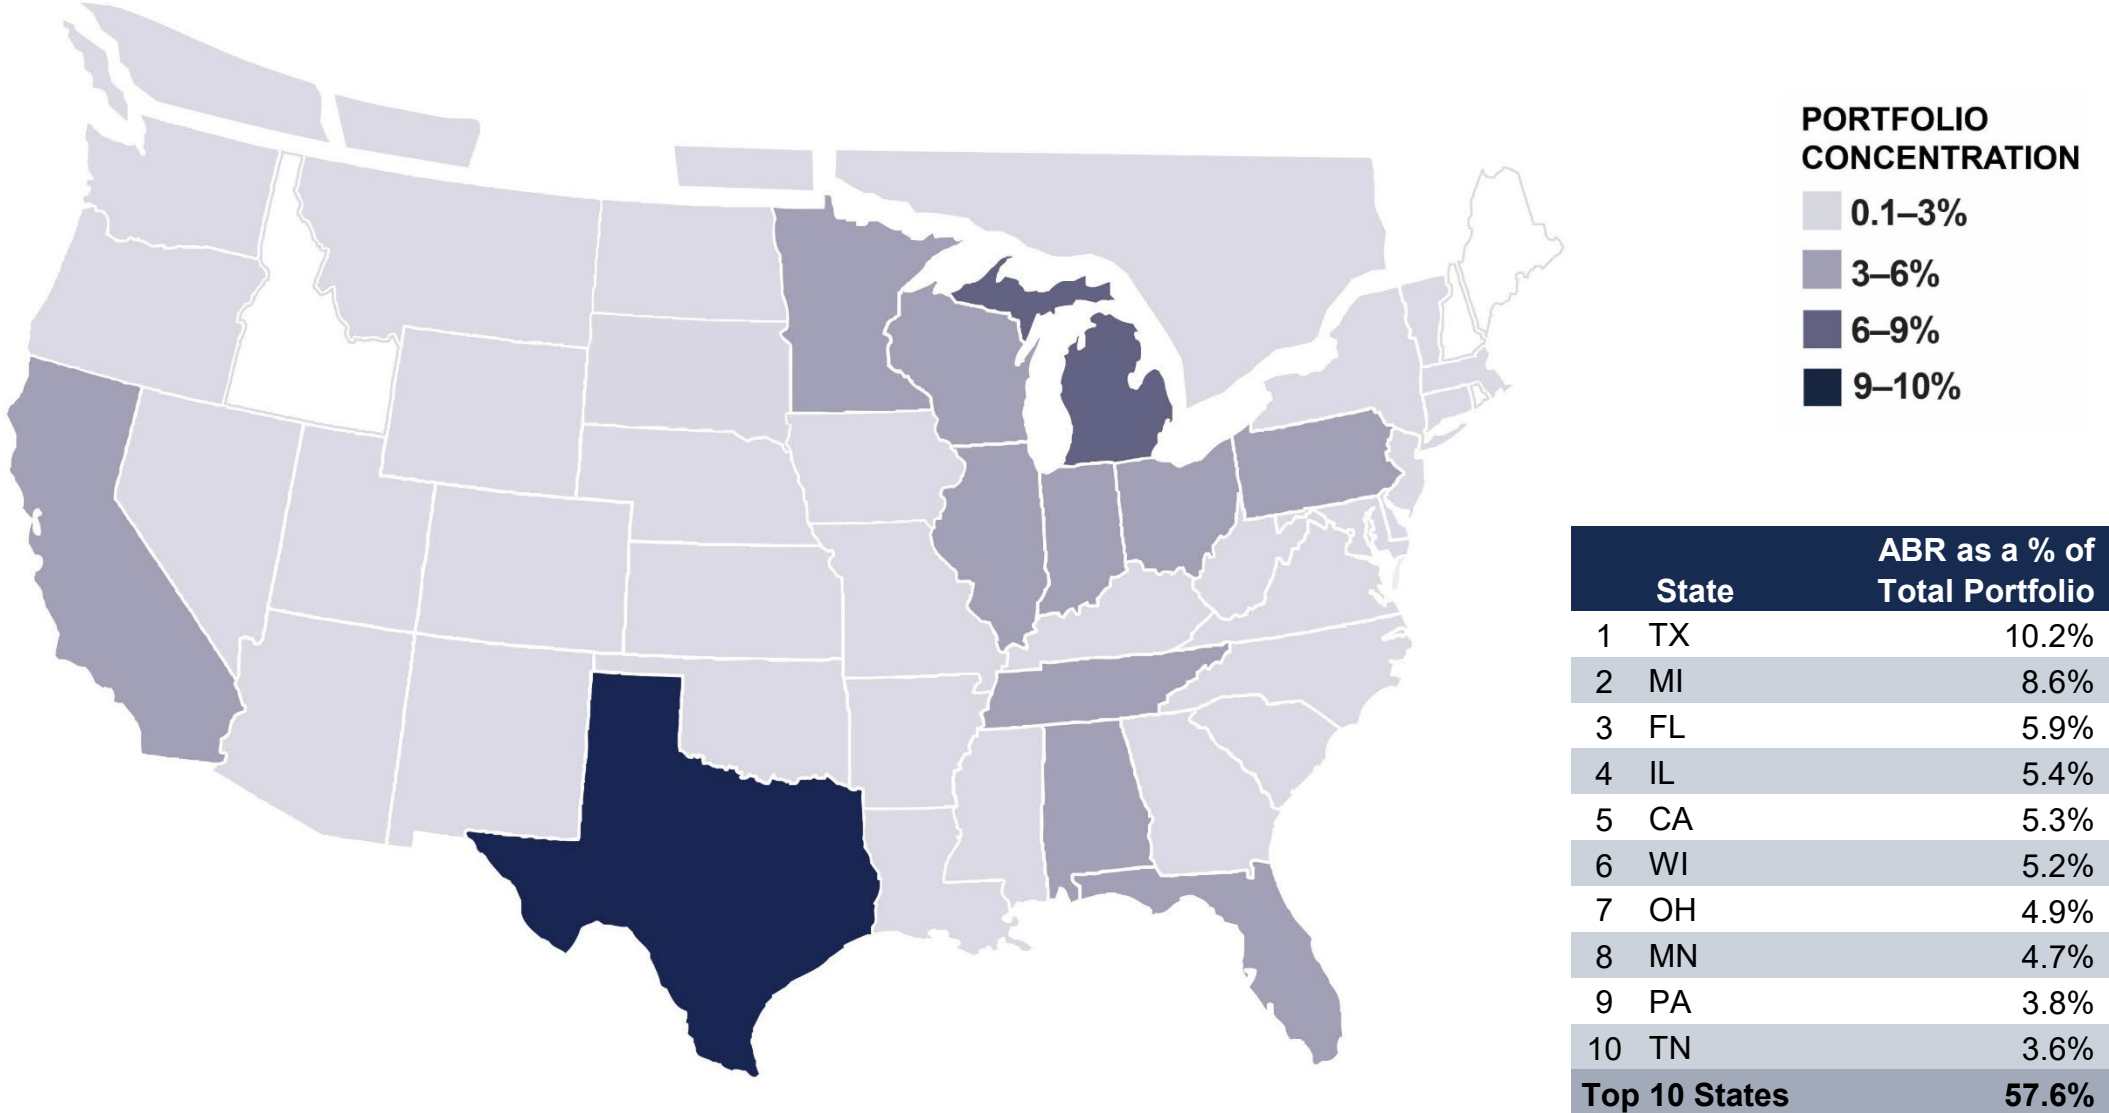 PORTFOLIO
CONCENTRATION
0.1–3%
3–6%
6–9%
9–10%
ABR as a % of
State Total Portfolio
1 TX 10.2%
2 MI 8.6%
3 FL 5.9%
4 IL 5.4%
5 CA 5.3%
6 WI 5.2%
7 OH 4.9%
8 MN 4.7%
9 PA 3.8%
10 TN 3.6%
Top 10 States 57.6%